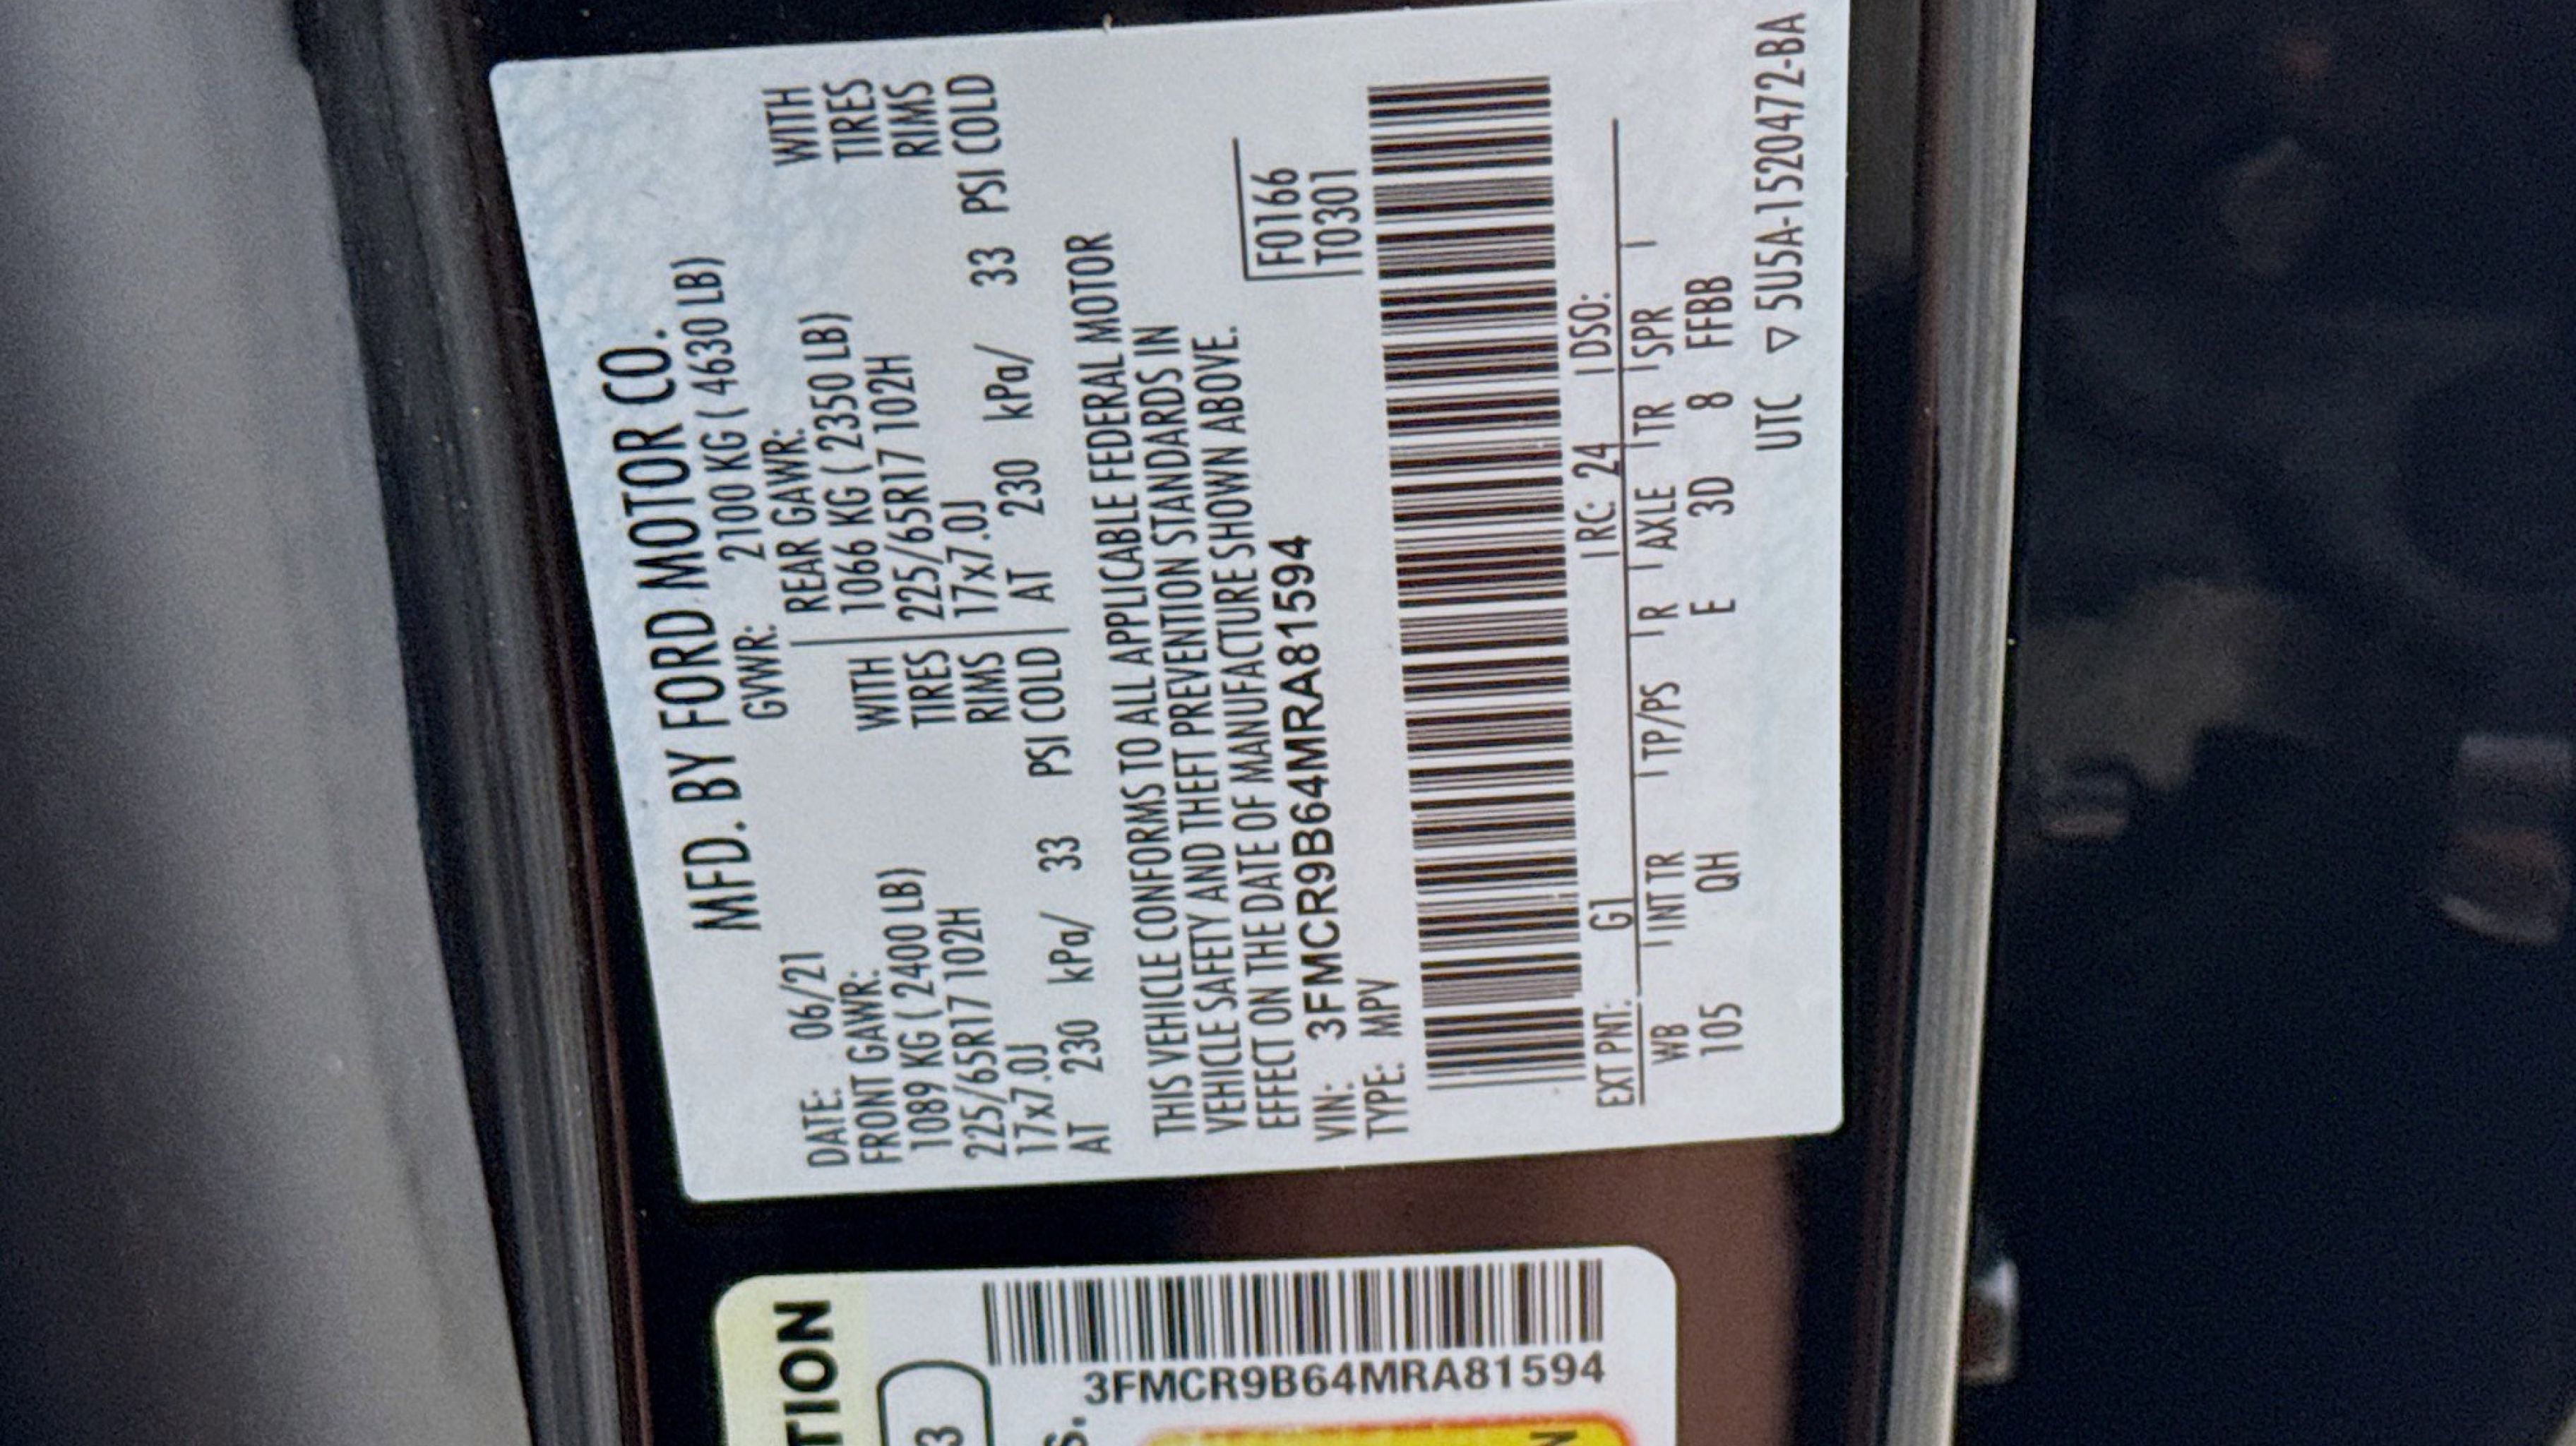 MFD. BY FORD MOTOR CO.
DATE: 06/21 GVWR: 2100 KG ( 4630 LB)
FRONT GAWR: REAR GAWR:
1089 KG ( 2400 LB) WITH 1066 KG ( 2350 LB) WITH
225/65R17 102H TIRES 225/65R17 102H TIRES
17x7.0J RIMS 17x7.0J RIMS
AT 230 kPa/ 33 PSI COLD AT 230 kPa/ 33 PSI COLD
THIS VEHICLE CONFORMS TO ALL APPLICABLE FEDERAL MOTOR
VEHICLE SAFETY AND THEFT PREVENTION STANDARDS IN
EFFECT ON THE DATE OF MANUFACTURE SHOWN ABOVE.
VIN: 3FMCR9B64MRA81594 F0166
TYPE: MPV T0301
EXT PNT: G1 RC: 24 DSO:
WB INT TR TP/PS R AXLE TR SPR
105 QH E 3D 8 FFBB
UTC ▽ 5U5A-1520472-BA
TION
3
S.
3FMCR9B64MRA81594
N